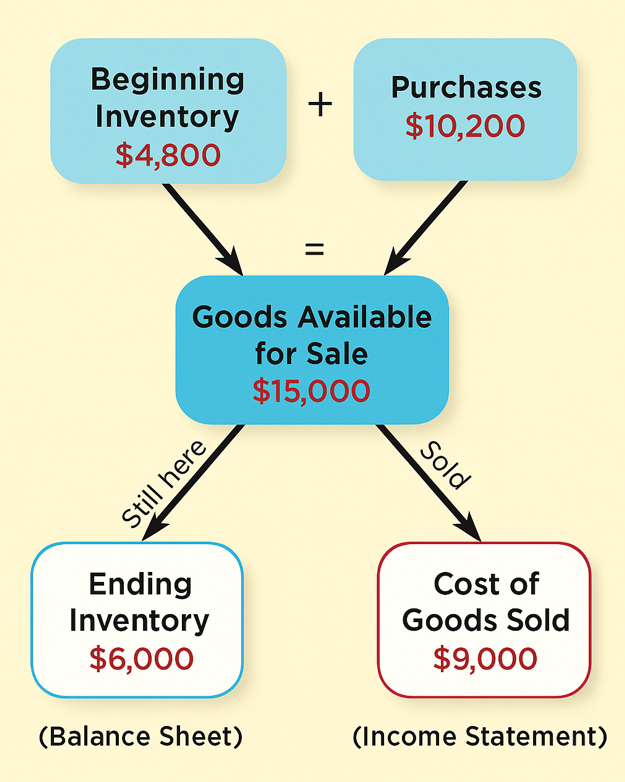 Beginning
Inventory
$4,800
+
Purchases
$10,200
=
Goods Available
for Sale
$15,000
Still here
Sold
Ending
Inventory
$6,000
Cost of
Goods Sold
$9,000
(Balance Sheet)
(Income Statement)